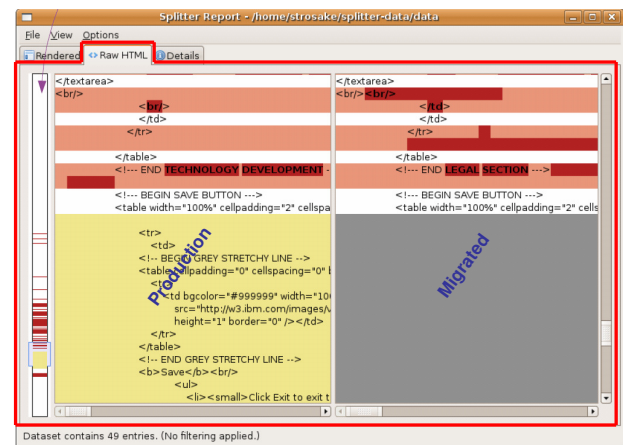 Splitter Report - /home/strosake/splitter-data/data
File View Options
Rendered <> Raw HTML Details
</textarea>
<br/>
<br/>
</td>
</tr>
</table>
<!--- END TECHNOLOGY DEVELOPMENT -
<!--- BEGIN SAVE BUTTON --->
<table width="100%" cellpadding="2" cellspa
<tr>
<td>
<!-- BEGIN GREY STRETCHY LINE -->
<table cellpadding="0" cellspacing="0" b
<tr>
<td bgcolor="#999999" width="10
src="http://w3.ibm.com/images/v
height="1" border="0" /></td>
</tr>
</table>
<!-- END GREY STRETCHY LINE -->
<b>Save</b><br/>
<ul>
<li><small>Click Exit to exit t
Production
</textarea>
<br/><br/>
</td>
</td>
</tr>
</table>
<!--- END LEGAL SECTION --->
<!--- BEGIN SAVE BUTTON --->
<table width="100%" cellpadding="2" cells
Migrated
Dataset contains 49 entries. (No filtering applied.)